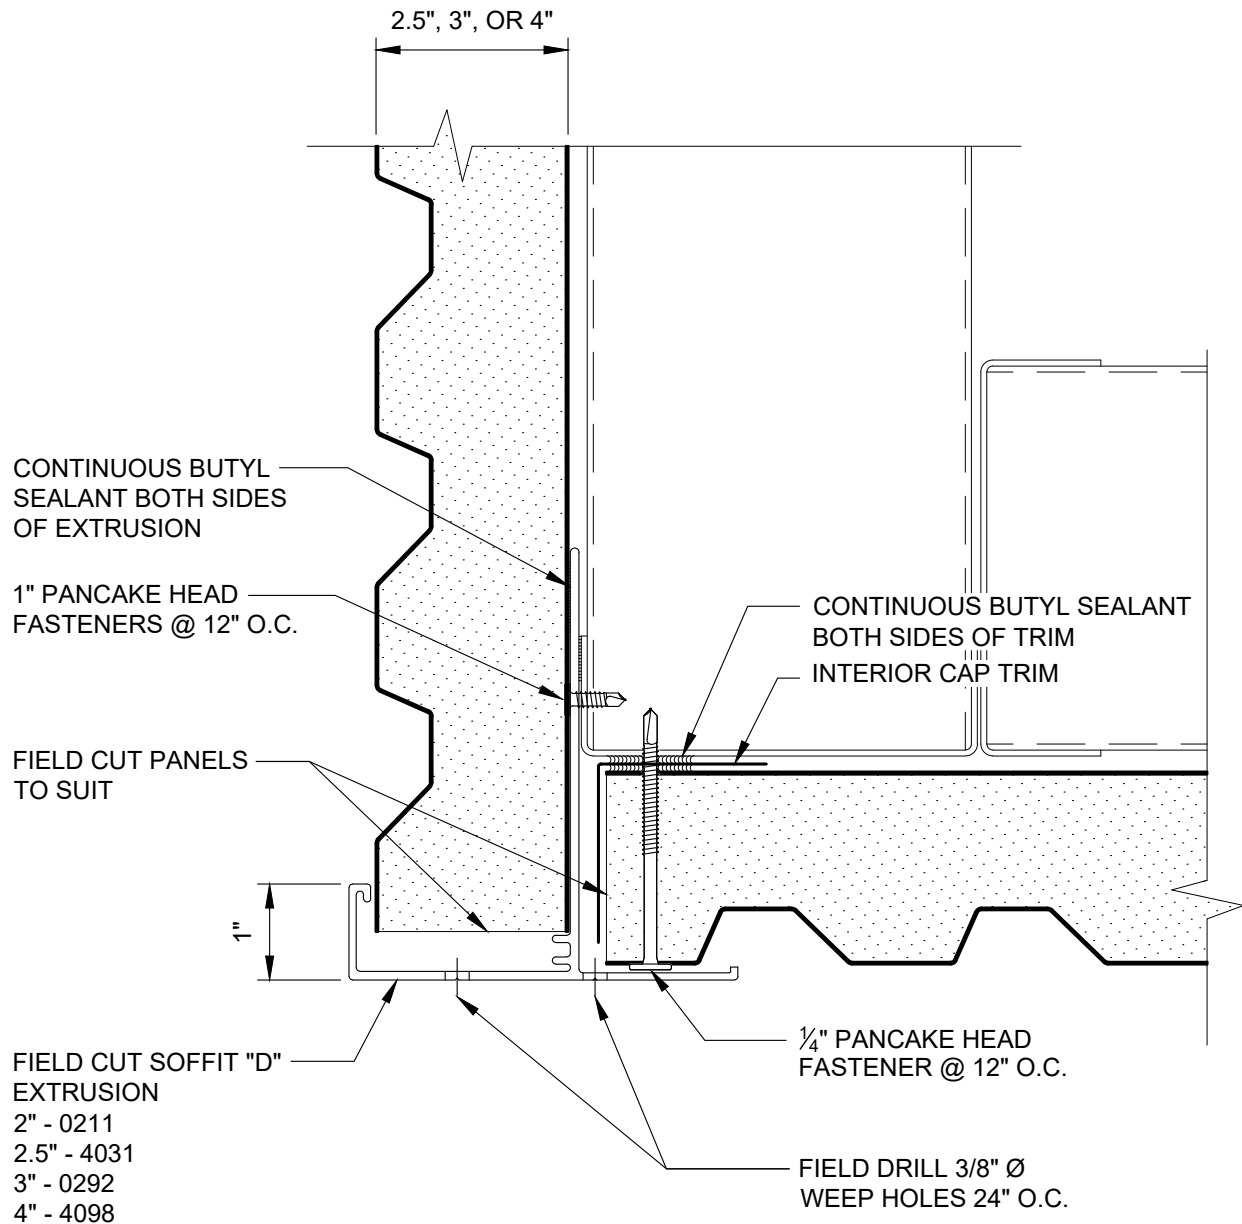 2.5", 3", OR 4"
CONTINUOUS BUTYL
SEALANT BOTH SIDES
OF EXTRUSION
1" PANCAKE HEAD
FASTENERS @ 12" O.C.
CONTINUOUS BUTYL SEALANT
BOTH SIDES OF TRIM
INTERIOR CAP TRIM
FIELD CUT PANELS
TO SUIT
1"
FIELD CUT SOFFIT "D"
EXTRUSION
2" - 0211
2.5" - 4031
3" - 0292
4" - 4098
¼" PANCAKE HEAD
FASTENER @ 12" O.C.
FIELD DRILL 3/8" Ø
WEEP HOLES 24" O.C.